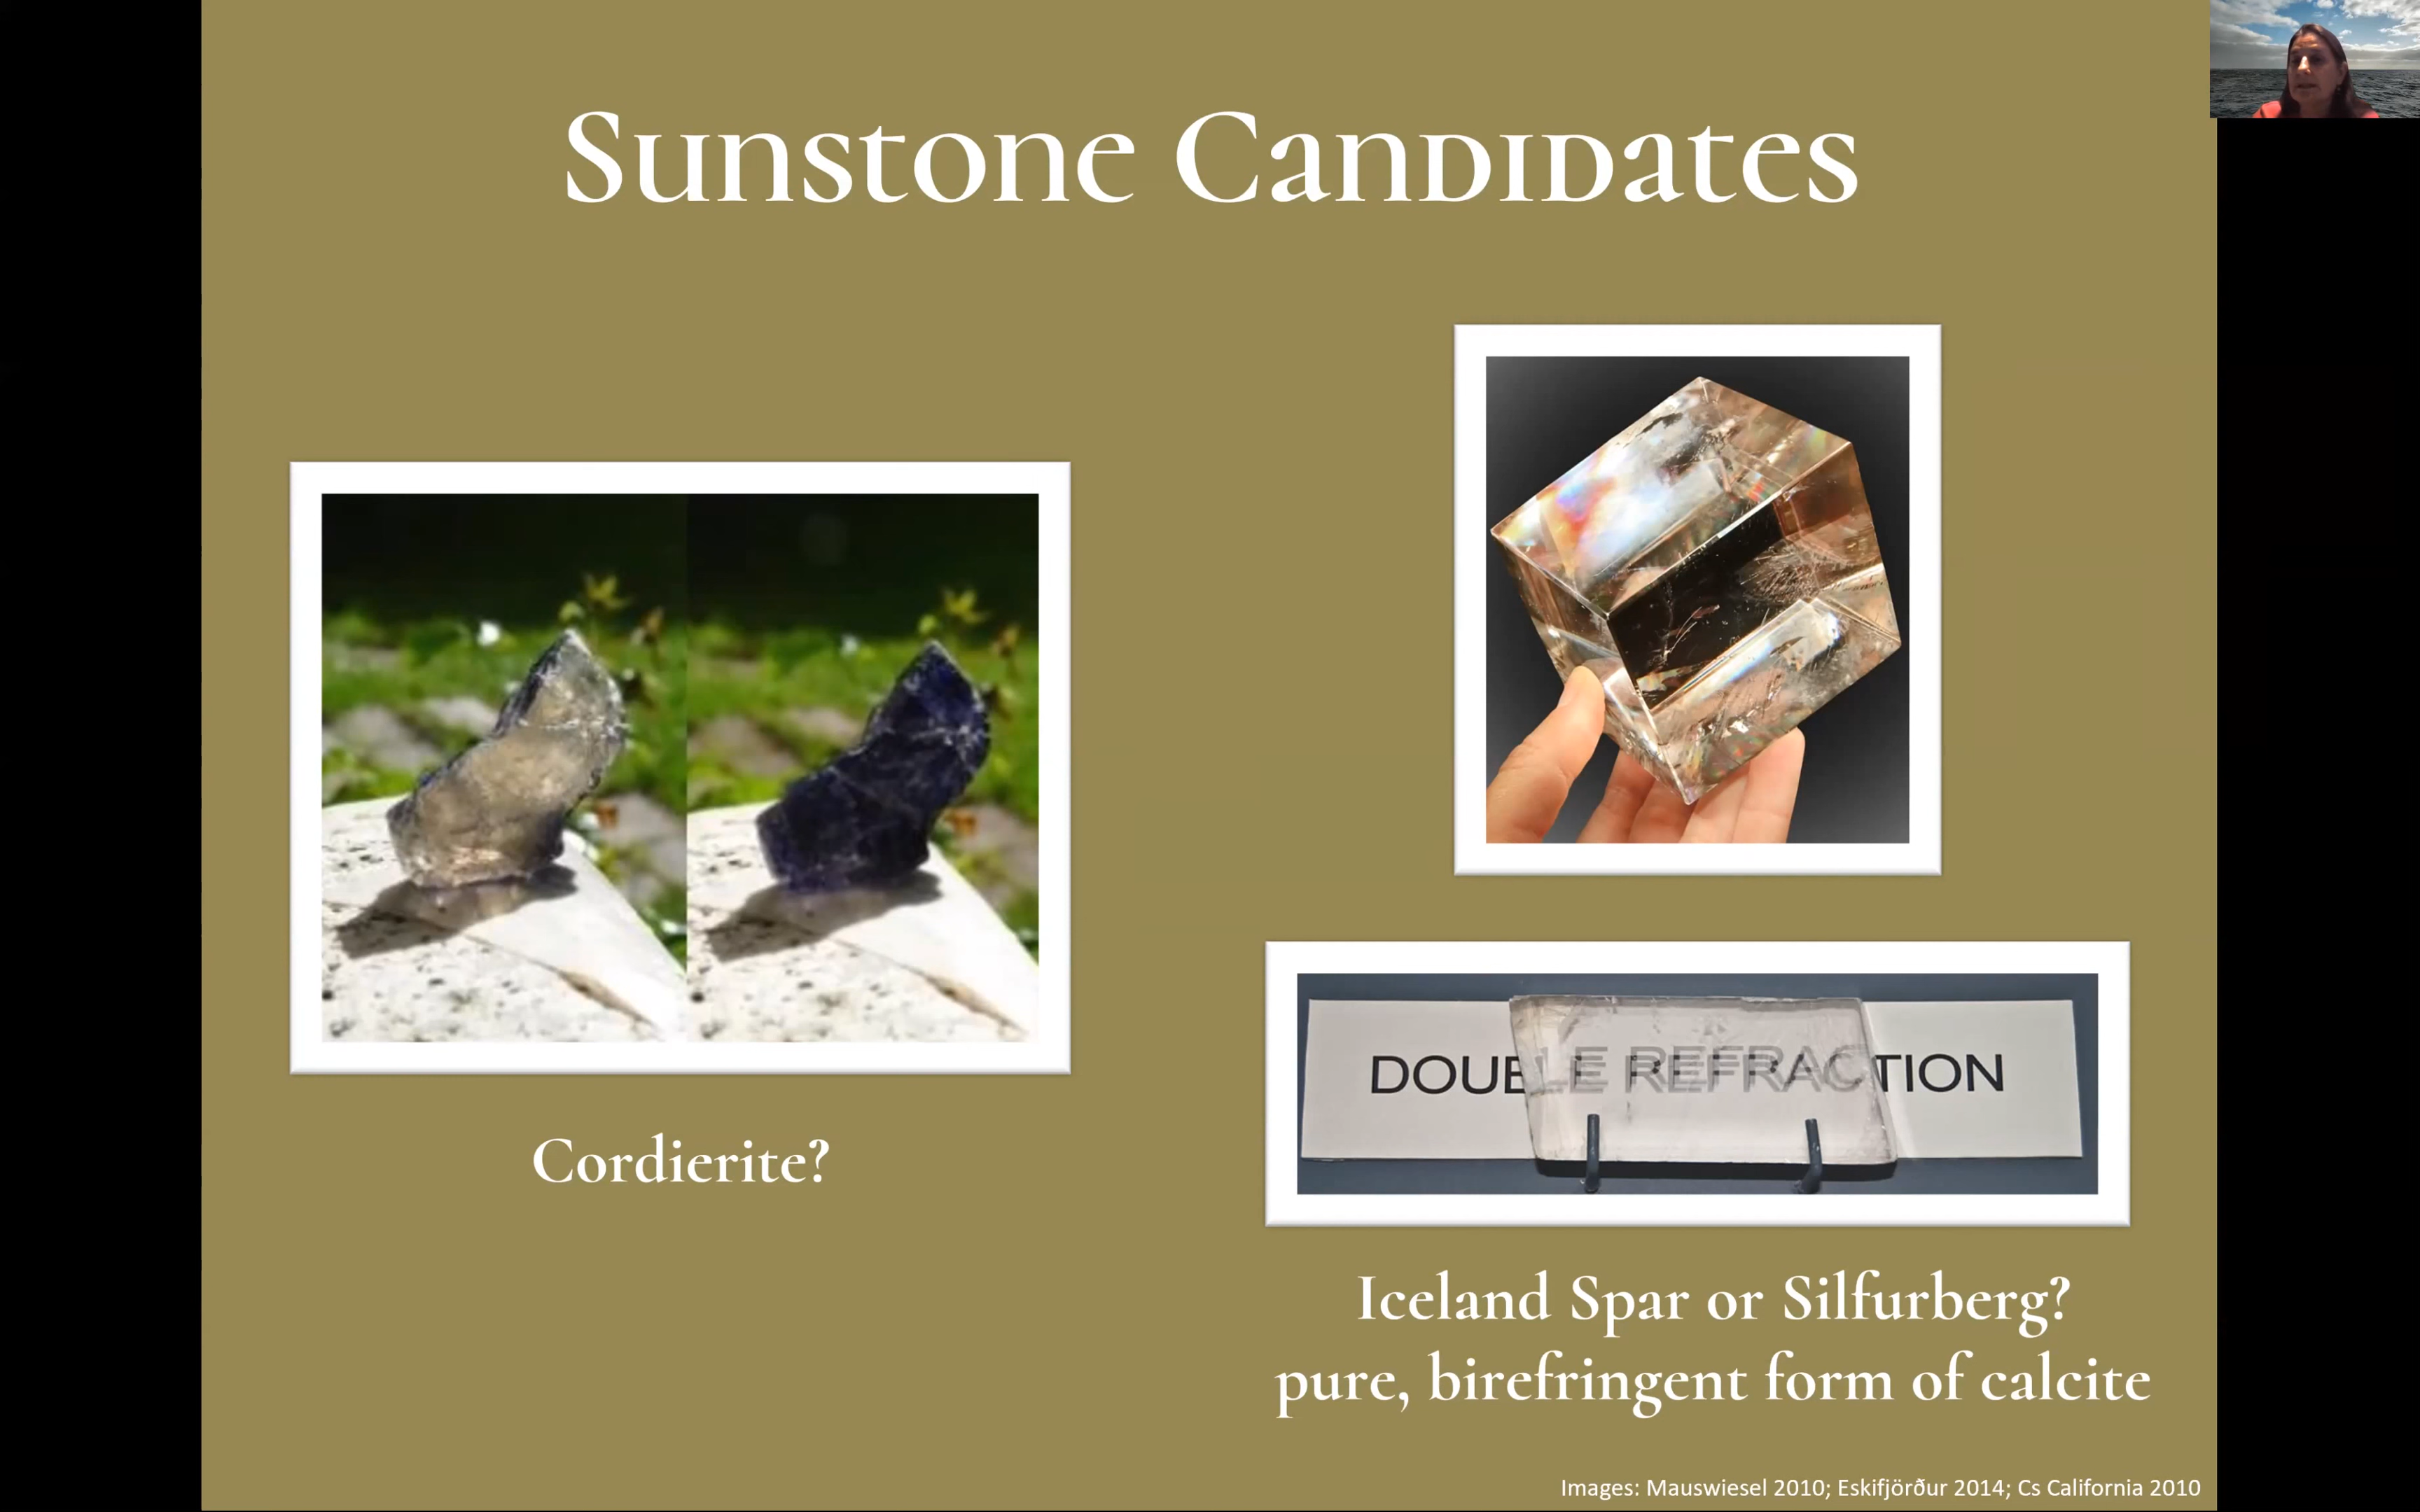 Sunstone Candidates
Cordierite?
DOUBLE REFRACTION
Iceland Spar or Silfurberg?
pure, birefringent form of calcite
Images: Mauswiesel 2010; Eskifjörður 2014; Cs California 2010